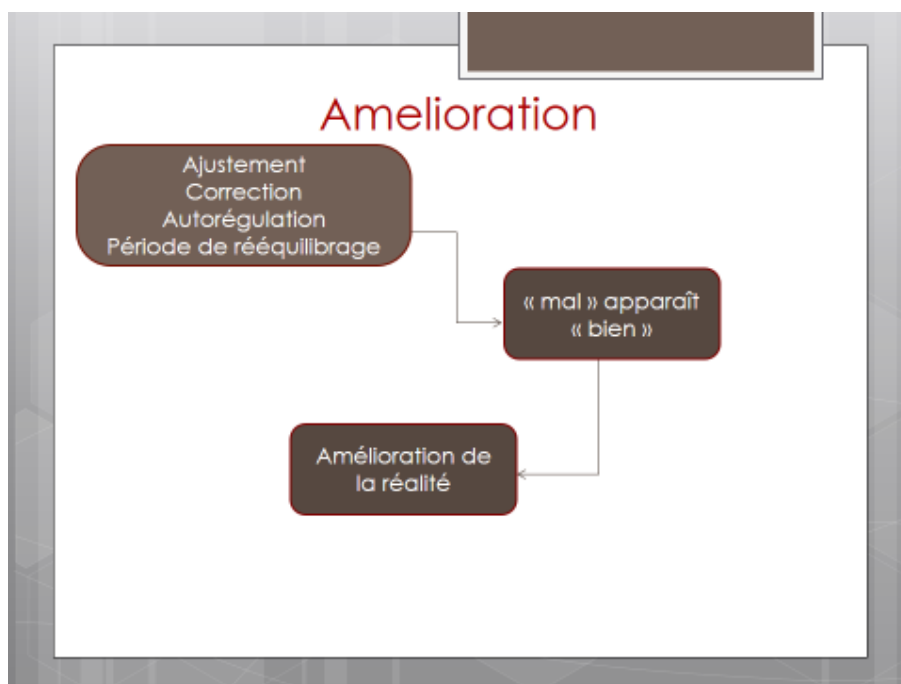 Amelioration
Ajustement
Correction
Autorégulation
Période de rééquilibrage
« mal » apparaît
« bien »
Amélioration de
la réalité